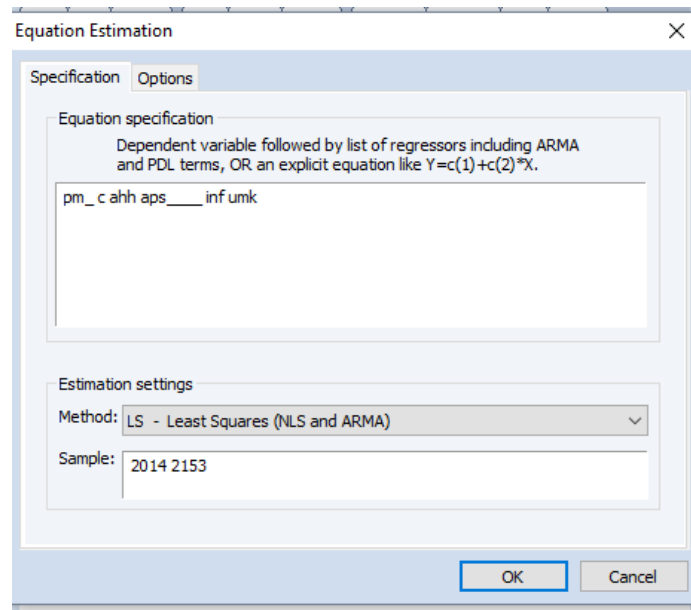 Equation Estimation
Specification Options
Equation specification
Dependent variable followed by list of regressors including ARMA
and PDL terms, OR an explicit equation like Y=c(1)+c(2)*X.
pm_ c ahh aps____ inf umk
Estimation settings
Method: LS - Least Squares (NLS and ARMA)
Sample: 2014 2153
OK Cancel